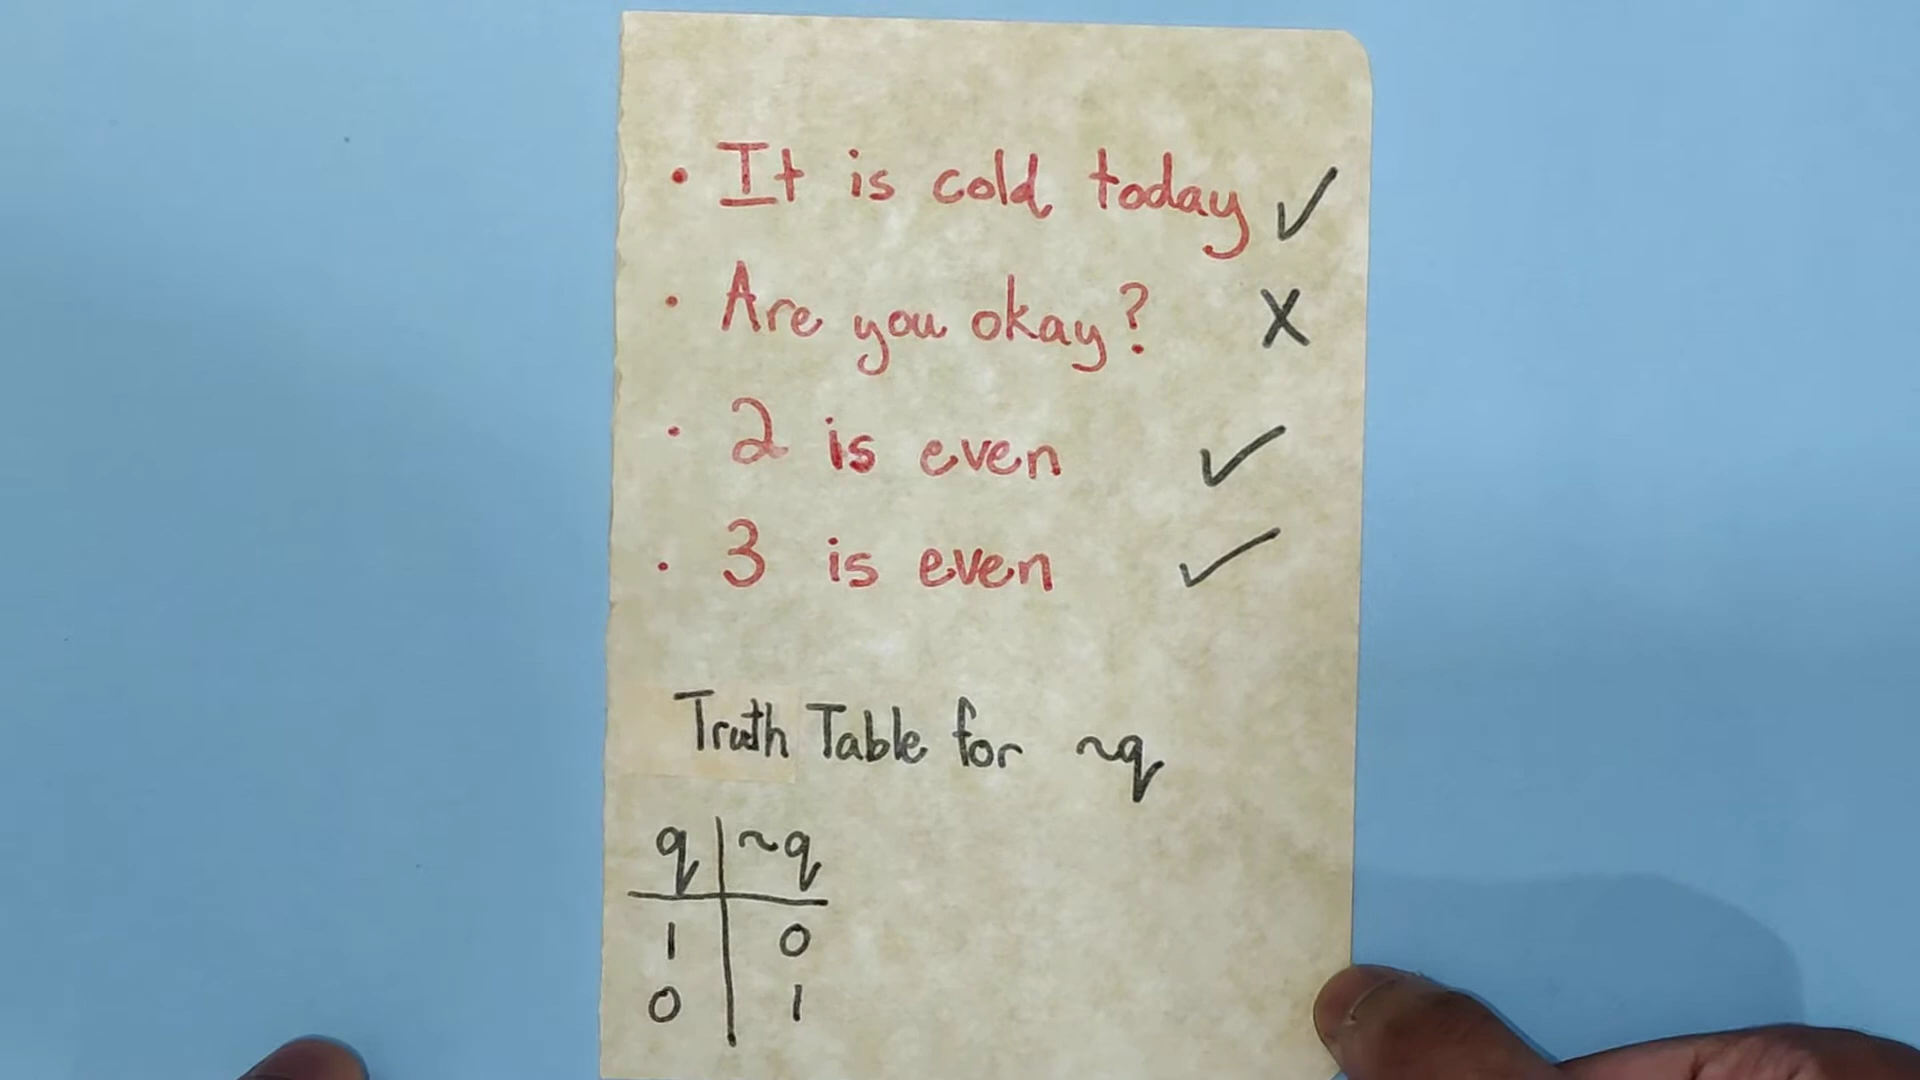 • It is cold today ✓
• Are you okay? X
• 2 is even ✓
• 3 is even ✓
Truth Table for ~q
q | ~q
1 | 0
0 | 1